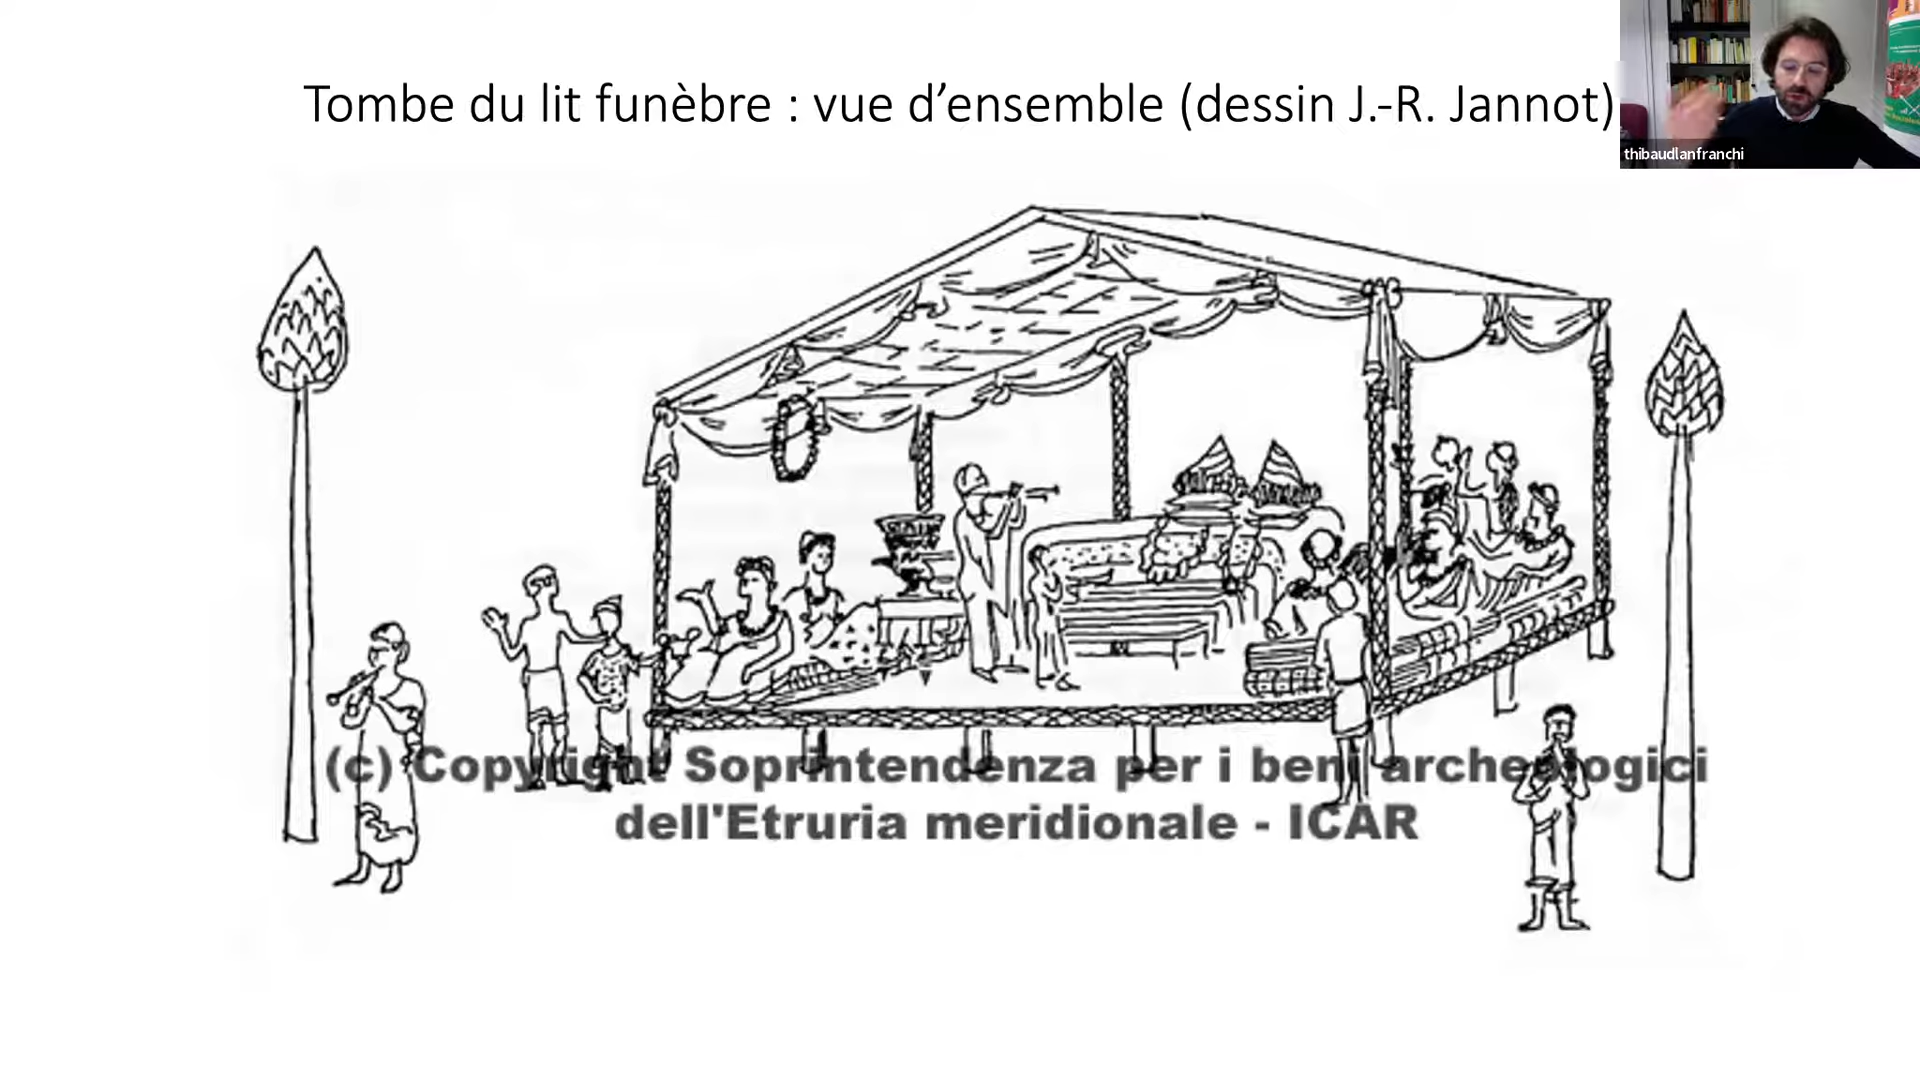 Tombe du lit funèbre : vue d’ensemble (dessin J.-R. Jannot)
thibaudlanfranchi
(c) Copyright Soprintendenza per i beni archeologici
dell'Etruria meridionale - ICAR